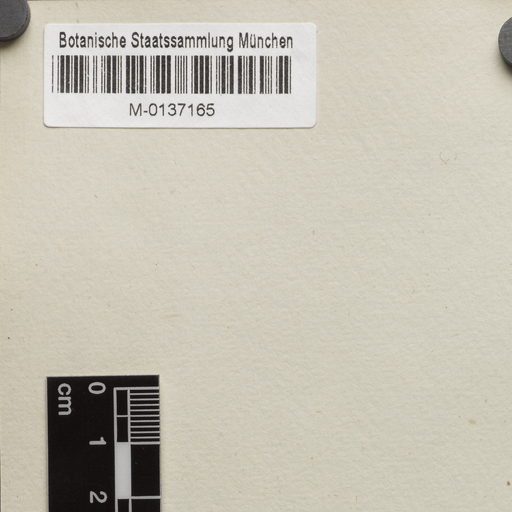 Botanische Staatssammlung München
M-0137165
cm
0
1
2